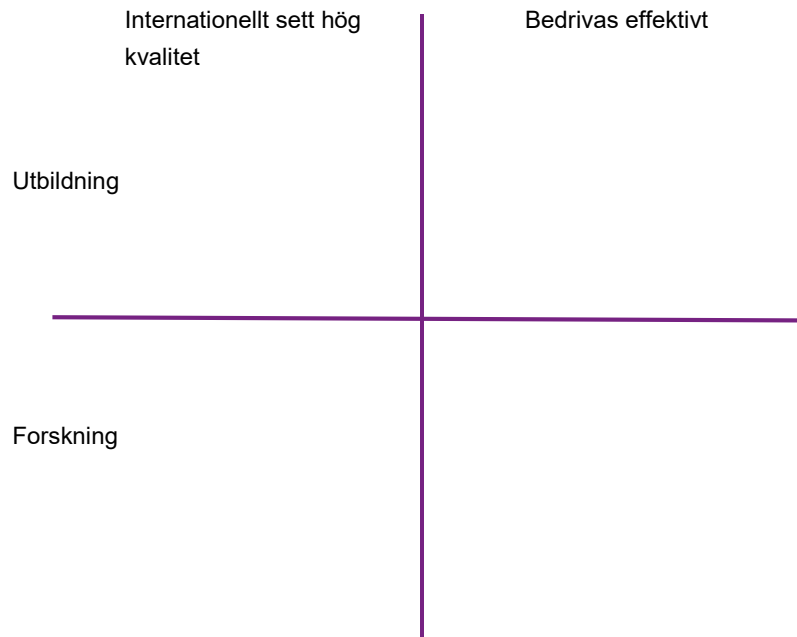 Internationellt sett hög
kvalitet
Bedrivas effektivt
Utbildning
Forskning